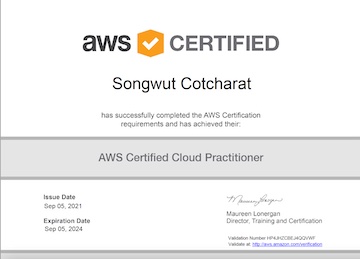 aws CERTIFIED
Songwut Cotcharat
has successfully completed the AWS Certification
requirements and has achieved their:
AWS Certified Cloud Practitioner
Issue Date
Sep 05, 2021
Expiration Date
Sep 05, 2024
Maureen Lonergan
Director, Training and Certification
Validation Number HP4JHZCBEJ4QQVWF
Validate at: http://aws.amazon.com/verification